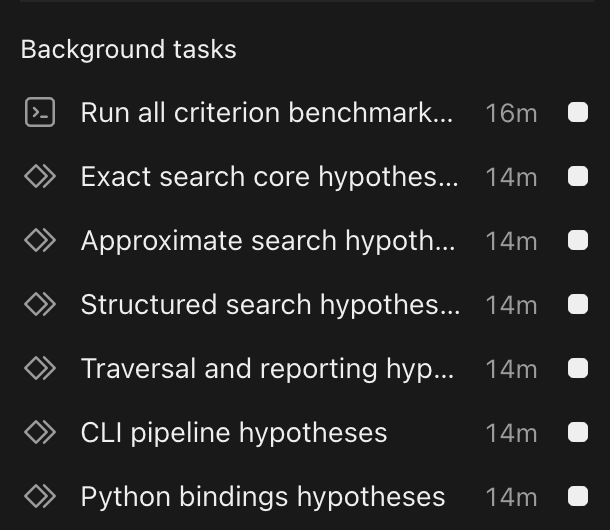 Background tasks
Run all criterion benchmark... 16m
Exact search core hypothes... 14m
Approximate search hypoth... 14m
Structured search hypothes... 14m
Traversal and reporting hyp... 14m
CLI pipeline hypotheses 14m
Python bindings hypotheses 14m